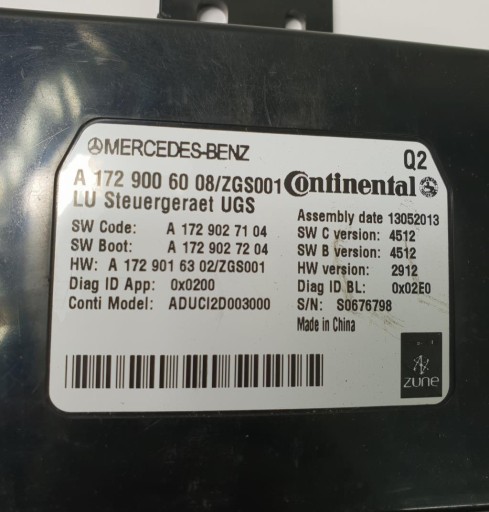 MERCEDES-BENZ
Q2
A 172 900 60 08/ZGS001 Continental
LU Steuergeraet UGS
Assembly date 13052013
SW Code: A 172 902 71 04
SW C version: 4512
SW Boot: A 172 902 72 04
SW B version: 4512
HW: A 172 901 63 02/ZGS001
HW version: 2912
Diag ID App: 0x0200
Diag ID BL: 0x02E0
Conti Model: ADUCI2D003000
S/N: S0676798
Made in China
zune